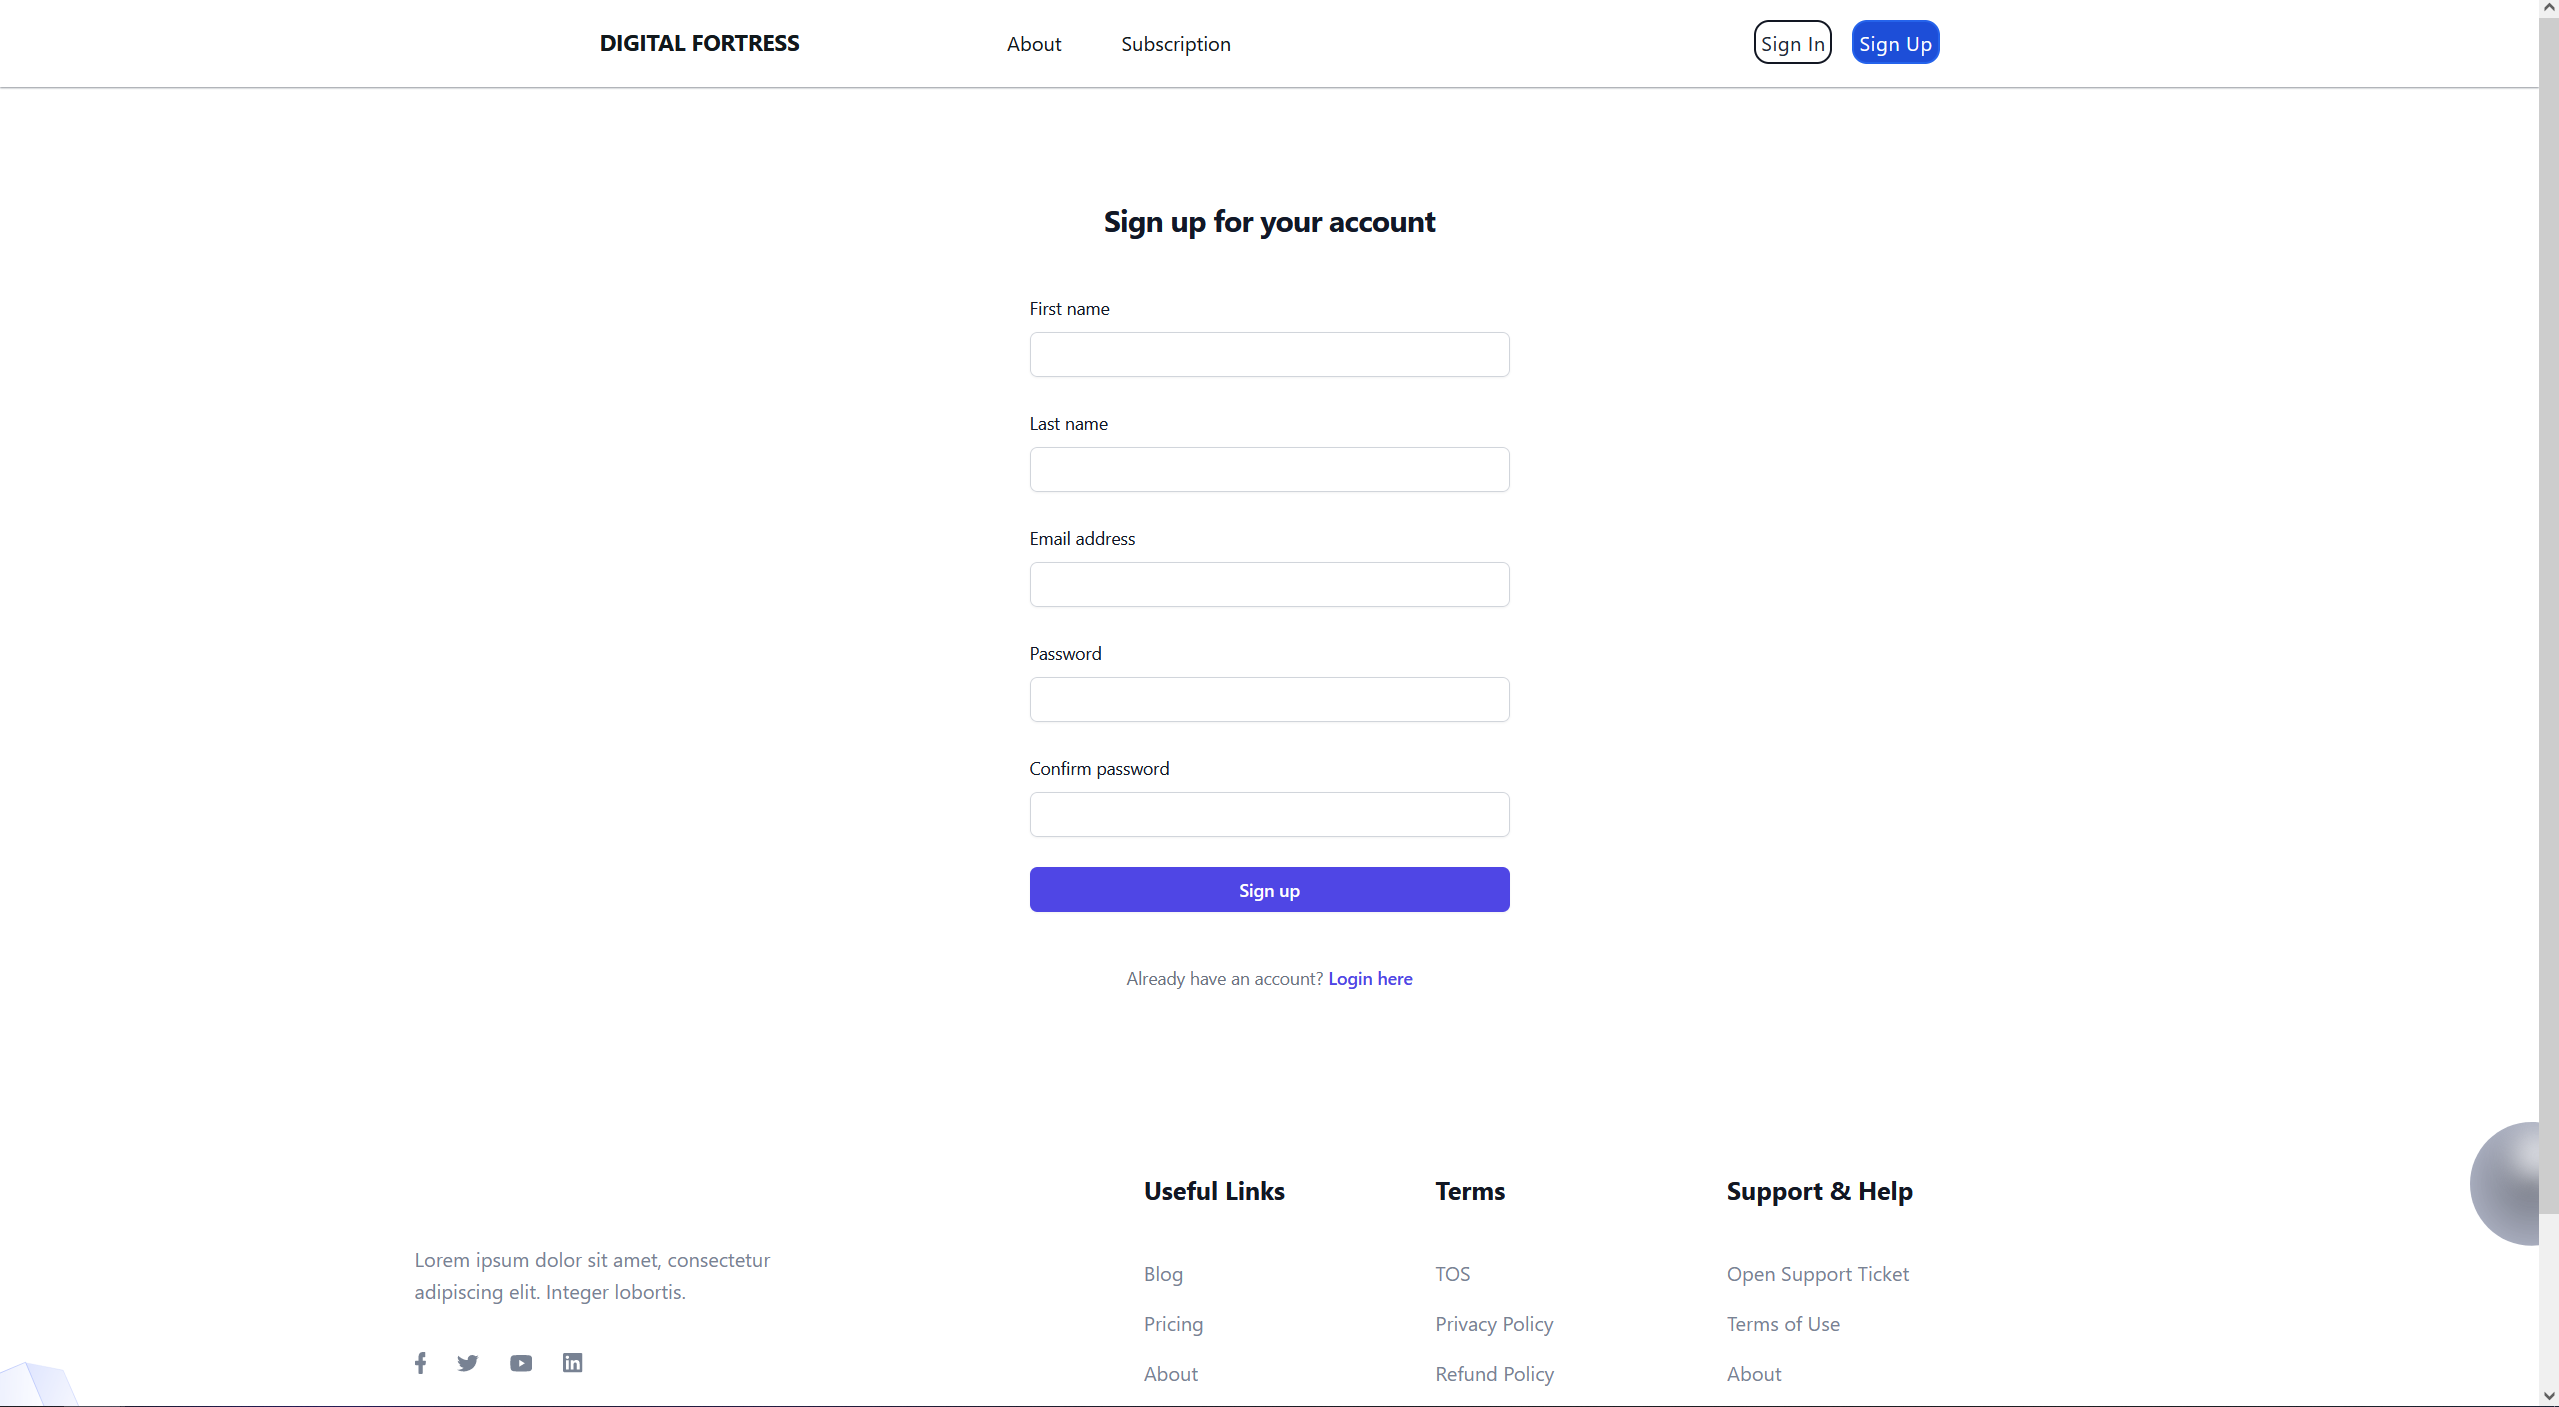 DIGITAL FORTRESS
About
Subscription
Sign In
Sign Up
Sign up for your account
First name
Last name
Email address
Password
Confirm password
Sign up
Already have an account? Login here
Lorem ipsum dolor sit amet, consectetur
adipiscing elit. Integer lobortis.
Useful Links
Blog
Pricing
About
Terms
TOS
Privacy Policy
Refund Policy
Support & Help
Open Support Ticket
Terms of Use
About